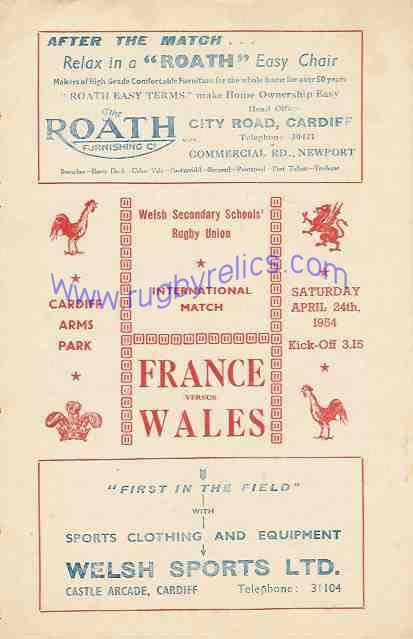 AFTER THE MATCH . . .
Relax in a "ROATH" Easy Chair
Makers of High Grade Comfortable Furniture for the whole home for over 50 years
"ROATH EASY TERMS" make Home Ownership Easy
The
ROATH
FURNISHING Co
Head Office
CITY ROAD, CARDIFF
Telephone 30421
COMMERCIAL RD., NEWPORT
Welsh Secondary Schools'
Rugby Union
INTERNATIONAL
MATCH
CARDIFF
ARMS
PARK
SATURDAY
APRIL 24th,
1954
Kick-Off 3.15
www.rugbyrelics.com
FRANCE
VERSUS
WALES
"FIRST IN THE FIELD"
WITH
SPORTS CLOTHING AND EQUIPMENT
WELSH SPORTS LTD.
CASTLE ARCADE, CARDIFF
Telephone: 31104